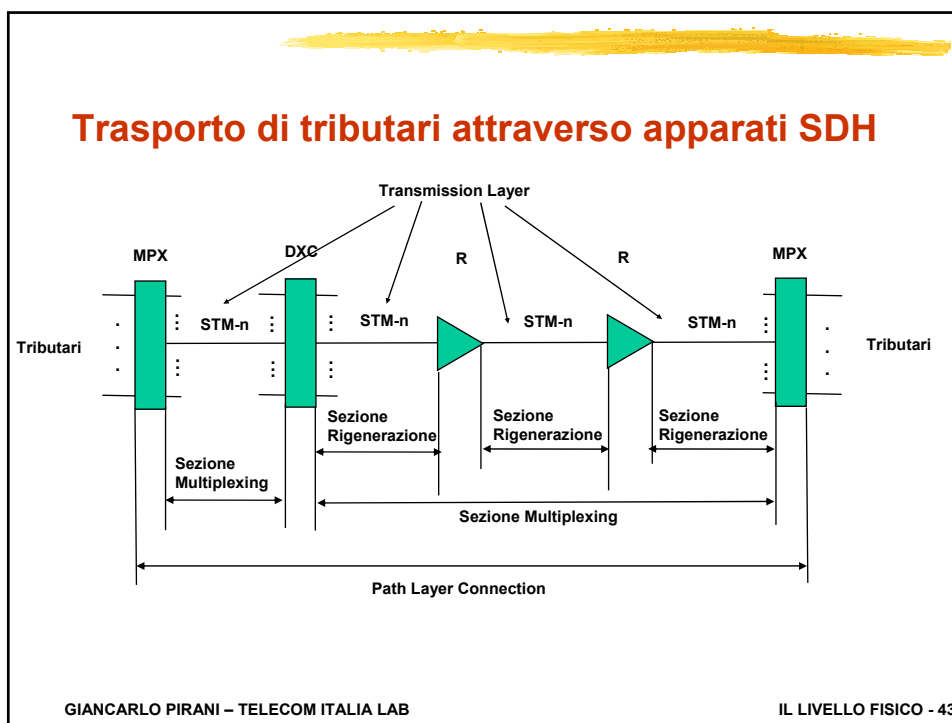 Trasporto di tributari attraverso apparati SDH
Transmission Layer
MPX
DXC
R
R
MPX
STM-n
STM-n
STM-n
STM-n
Tributari
Tributari
Sezione
Rigenerazione
Sezione
Rigenerazione
Sezione
Rigenerazione
Sezione
Multiplexing
Sezione Multiplexing
Path Layer Connection
GIANCARLO PIRANI – TELECOM ITALIA LAB
IL LIVELLO FISICO - 43